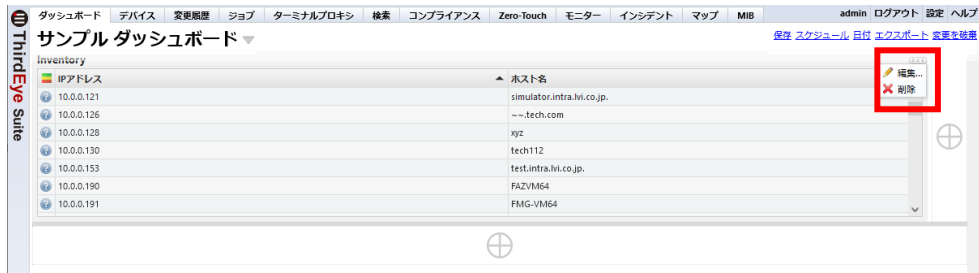 ダッシュボード デバイス 変更履歴 ジョブ ターミナルプロキシ 検索 コンプライアンス Zero-Touch モニター インシデント マップ MIB admin ログアウト 設定 ヘルプ
ThirdEye Suite
サンプル ダッシュボード
保存 スケジュール 日付 エクスポート 変更を破棄
Inventory
IPアドレス ホスト名
編集...
削除
10.0.0.121 simulator.intra.lvi.co.jp.
10.0.0.126 ~~.tech.com
10.0.0.128 xyz
10.0.0.130 tech112
10.0.0.153 test.intra.lvi.co.jp.
10.0.0.190 FAZVM64
10.0.0.191 FMG-VM64